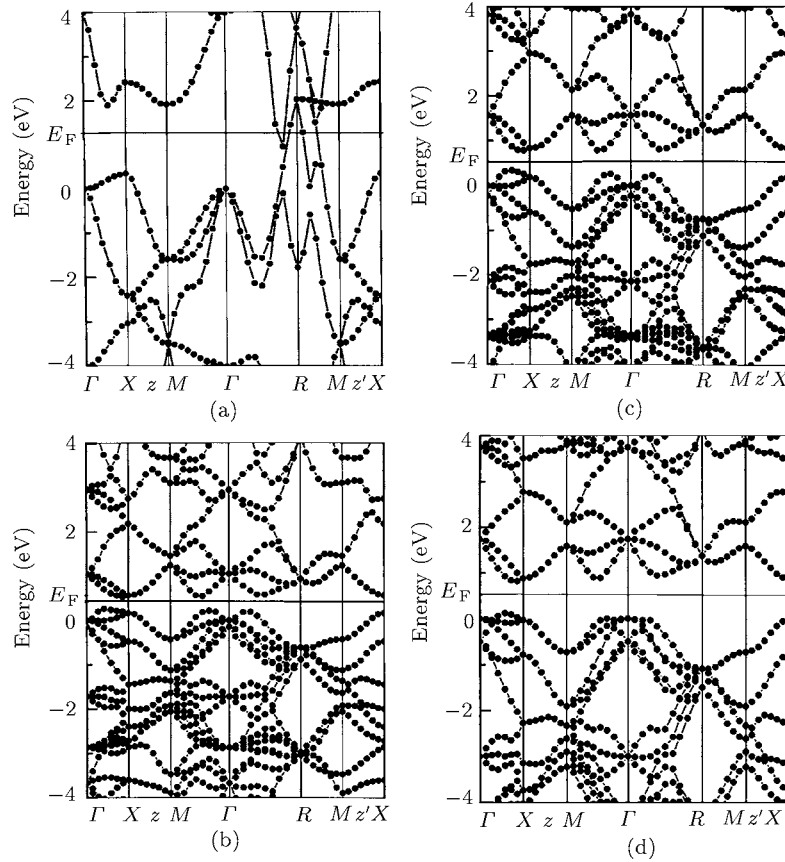 4
2
E_F
0
−2
−4
Energy (eV)
Γ X z M Γ R M z′ X
(a)
4
2
E_F
0
−2
−4
Energy (eV)
Γ X z M Γ R M z′ X
(b)
4
2
E_F
0
−2
−4
Energy (eV)
Γ X z M Γ R M z′ X
(c)
4
2
E_F
0
−2
−4
Energy (eV)
Γ X z M Γ R M z′ X
(d)